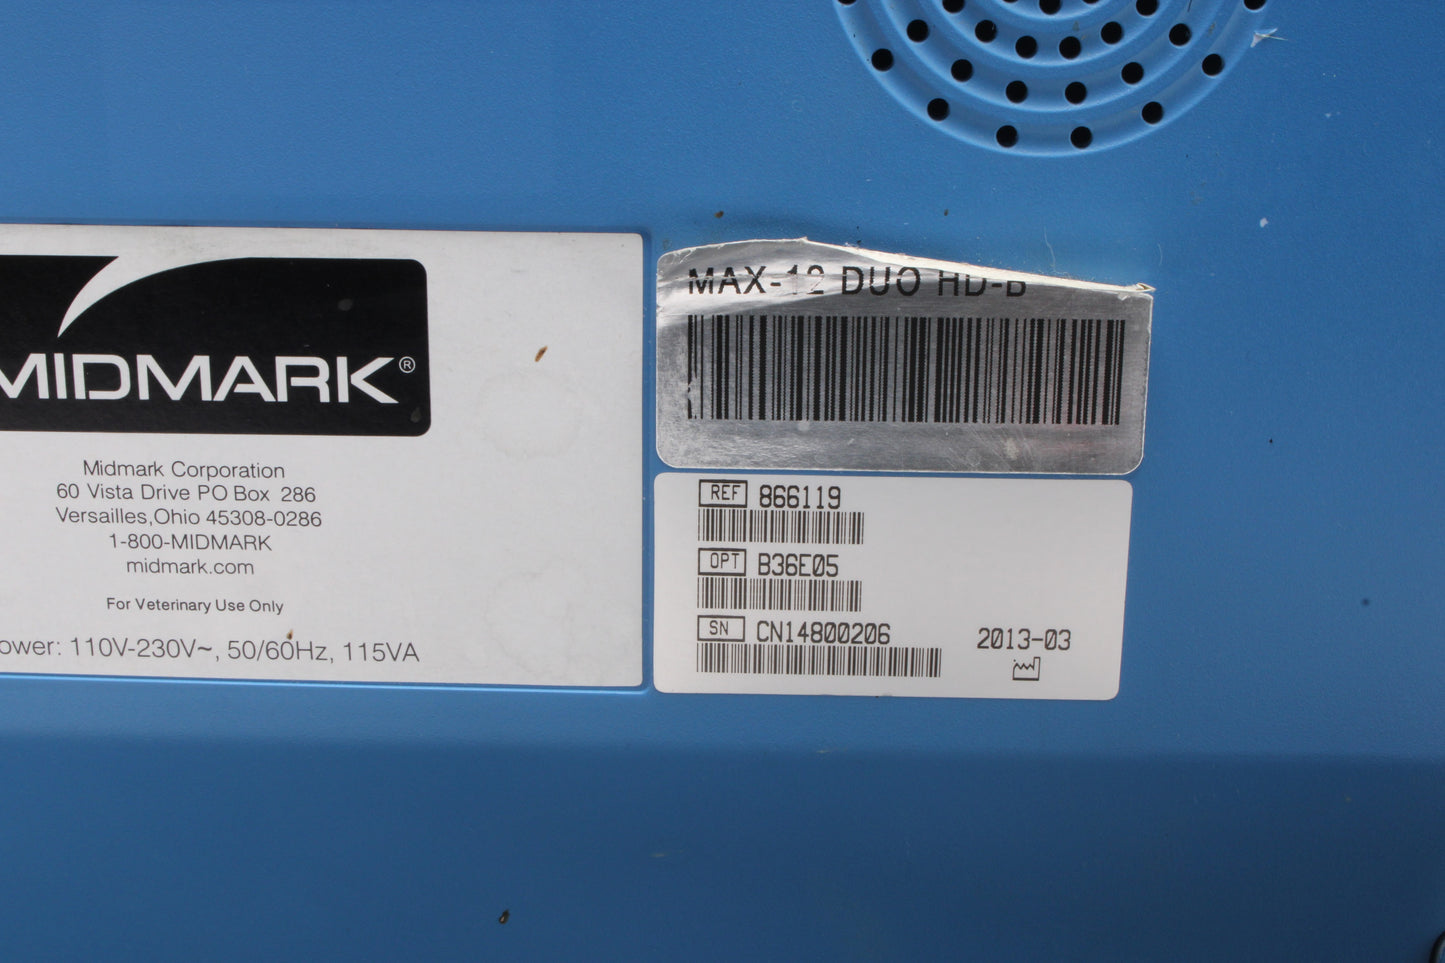 MIDMARK®
Midmark Corporation
60 Vista Drive PO Box 286
Versailles,Ohio 45308-0286
1-800-MIDMARK
midmark.com
For Veterinary Use Only
ower: 110V-230V~, 50/60Hz, 115VA
MAX-12 DUO HD-B
REF 866119
OPT B36E05
SN CN14800206
2013-03